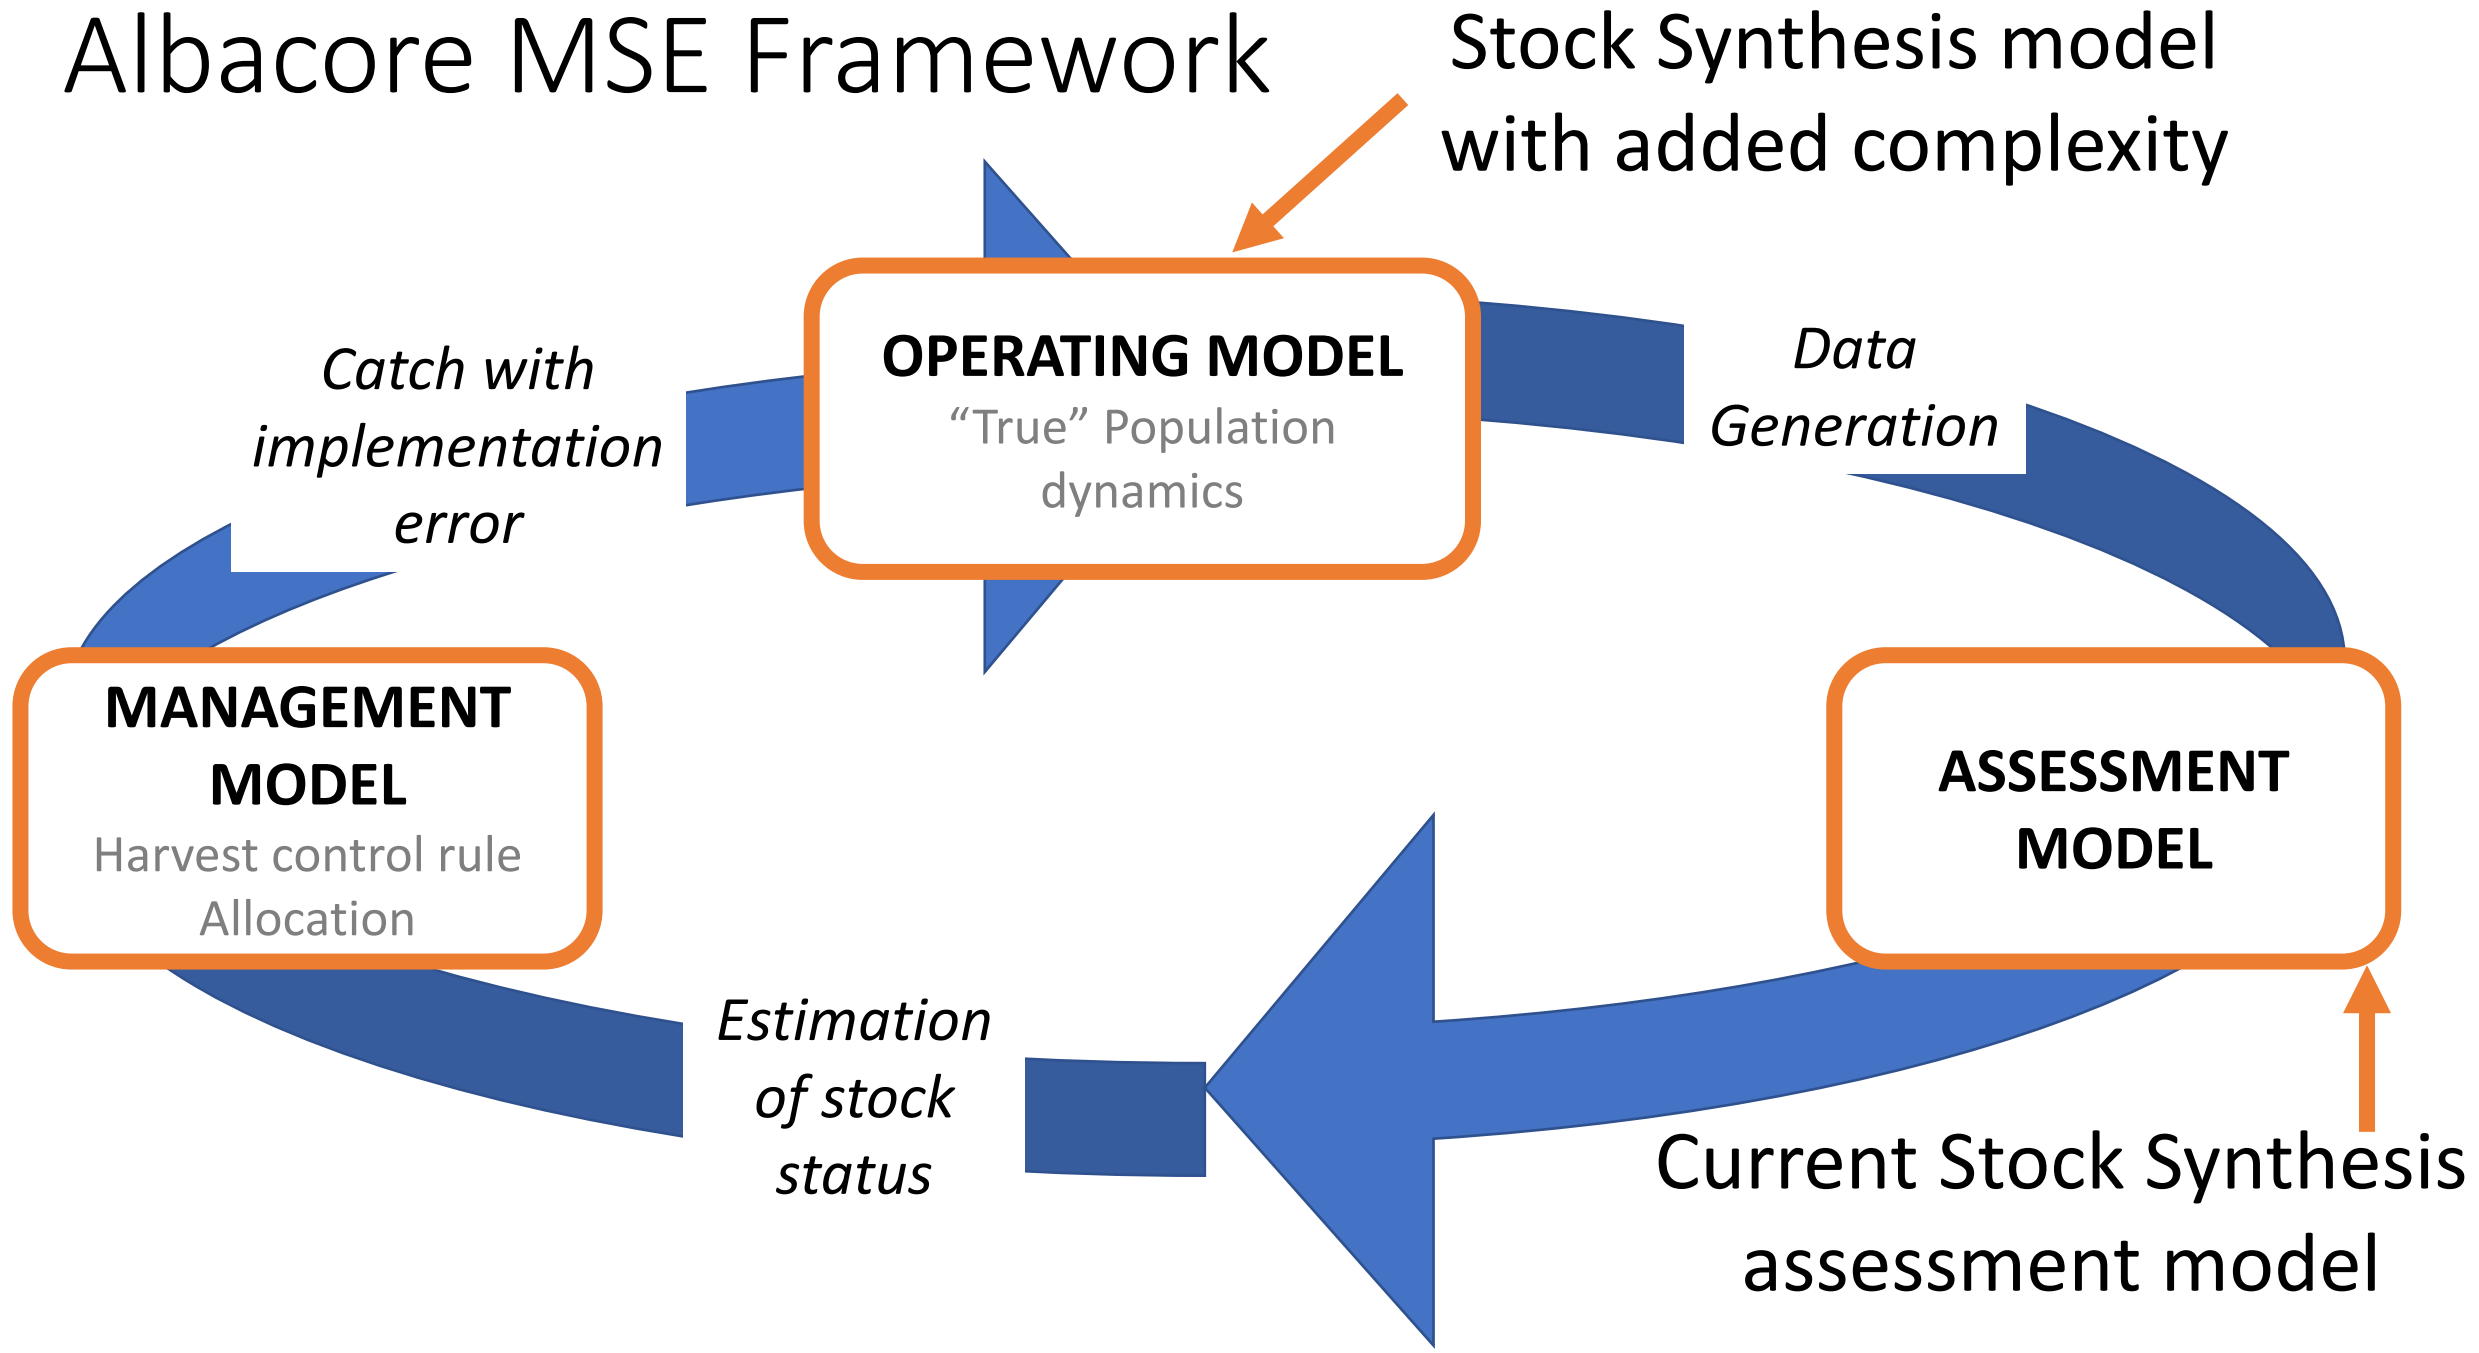 Albacore MSE Framework
Stock Synthesis model
with added complexity
OPERATING MODEL
“True” Population
dynamics
Data
Generation
Catch with
implementation
error
MANAGEMENT
MODEL
Harvest control rule
Allocation
ASSESSMENT
MODEL
Estimation
of stock
status
Current Stock Synthesis
assessment model